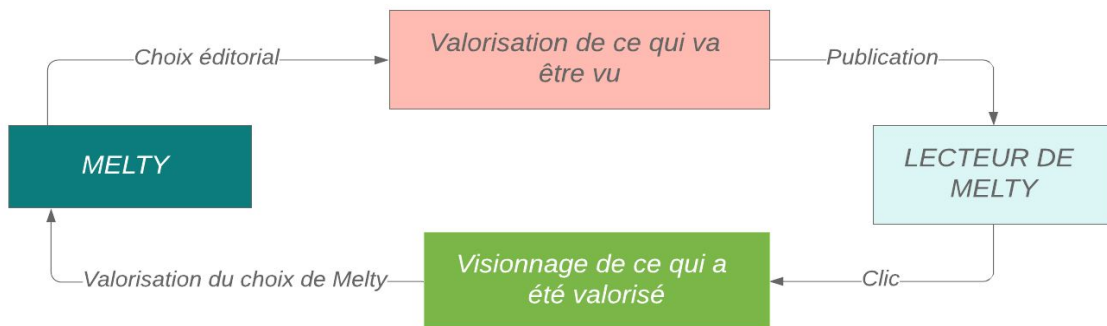 Choix éditorial
Valorisation de ce qui va
être vu
Publication
MELTY
LECTEUR DE
MELTY
Valorisation du choix de Melty
Visionnage de ce qui a
été valorisé
Clic